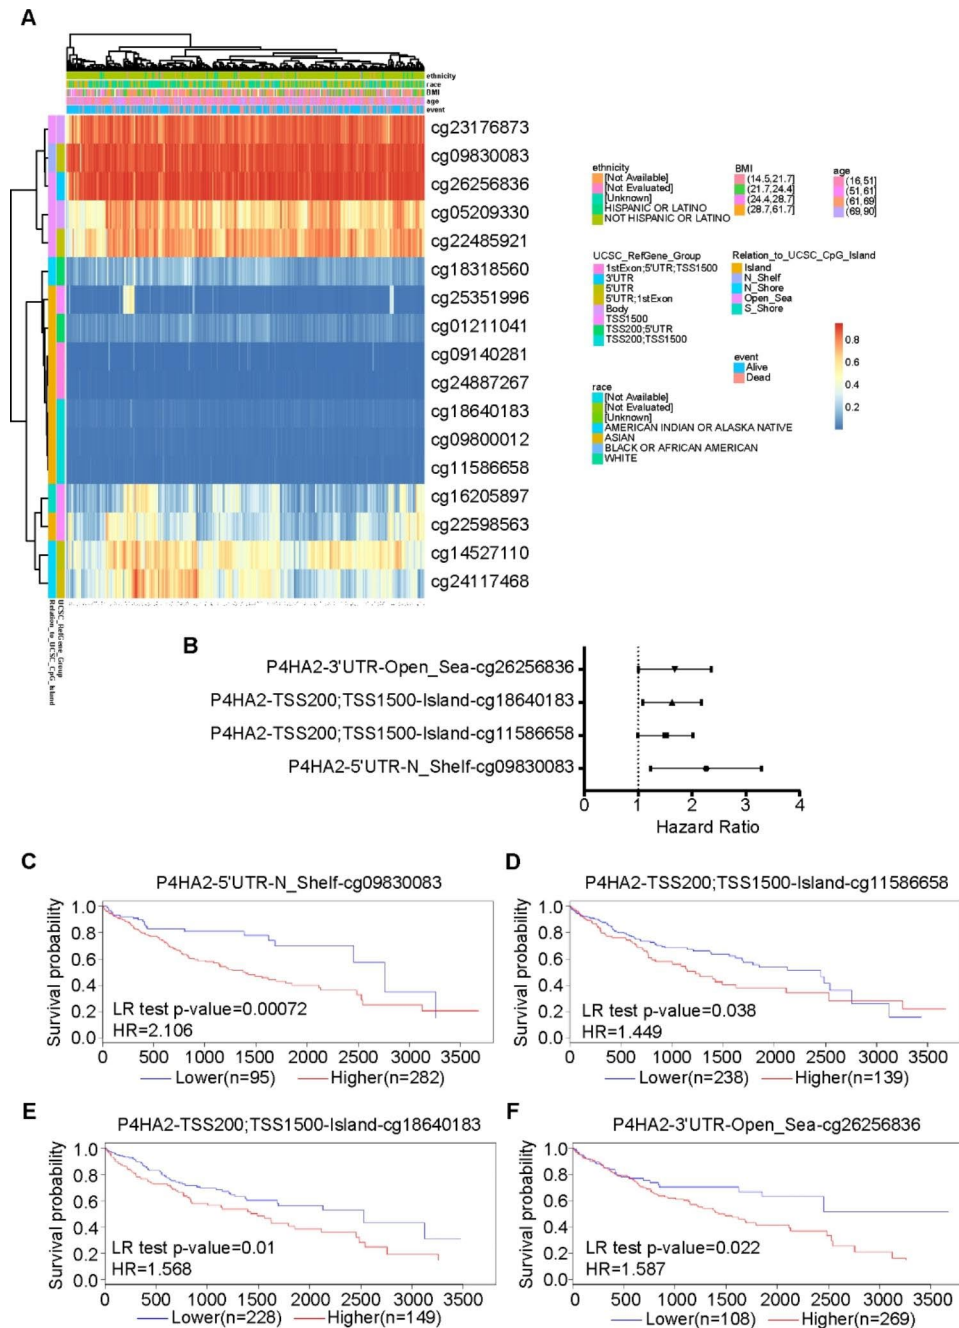 A
ethnicity
race
BMI
age
event
cg23176873
cg09830083
cg26256836
cg05209330
cg22485921
cg18318560
cg25351996
cg01211041
cg09140281
cg24887267
cg18640183
cg09800012
cg11586658
cg16205897
cg22598563
cg14527110
cg24117468
Relation_to_UCSC_CpG_Island
UCSC_RefGene_Group
ethnicity
[Not Available]
[Not Evaluated]
[Unknown]
HISPANIC OR LATINO
NOT HISPANIC OR LATINO
BMI
(14.5,21.7]
(21.7,24.4]
(24.4,28.7]
(28.7,61.7]
age
(16,51]
(51,61]
(61,69]
(69,90]
UCSC_RefGene_Group
1stExon;5'UTR;TSS1500
3'UTR
5'UTR
5'UTR;1stExon
Body
TSS1500
TSS200;5'UTR
TSS200;TSS1500
Relation_to_UCSC_CpG_Island
Island
N_Shelf
N_Shore
Open_Sea
S_Shore
event
Alive
Dead
0.8
0.6
0.4
0.2
race
[Not Available]
[Not Evaluated]
[Unknown]
AMERICAN INDIAN OR ALASKA NATIVE
ASIAN
BLACK OR AFRICAN AMERICAN
WHITE
B
P4HA2-3'UTR-Open_Sea-cg26256836
P4HA2-TSS200;TSS1500-Island-cg18640183
P4HA2-TSS200;TSS1500-Island-cg11586658
P4HA2-5'UTR-N_Shelf-cg09830083
0 1 2 3 4
Hazard Ratio
C
P4HA2-5'UTR-N_Shelf-cg09830083
Survival probability
1.0
0.8
0.6
0.4
0.2
0.0
LR test p-value=0.00072
HR=2.106
0 500 1000 1500 2000 2500 3000 3500
Lower(n=95) Higher(n=282)
D
P4HA2-TSS200;TSS1500-Island-cg11586658
Survival probability
1.0
0.8
0.6
0.4
0.2
0.0
LR test p-value=0.038
HR=1.449
0 500 1000 1500 2000 2500 3000 3500
Lower(n=238) Higher(n=139)
E
P4HA2-TSS200;TSS1500-Island-cg18640183
Survival probability
1.0
0.8
0.6
0.4
0.2
0.0
LR test p-value=0.01
HR=1.568
0 500 1000 1500 2000 2500 3000 3500
Lower(n=228) Higher(n=149)
F
P4HA2-3'UTR-Open_Sea-cg26256836
Survival probability
1.0
0.8
0.6
0.4
0.2
0.0
LR test p-value=0.022
HR=1.587
0 500 1000 1500 2000 2500 3000 3500
Lower(n=108) Higher(n=269)